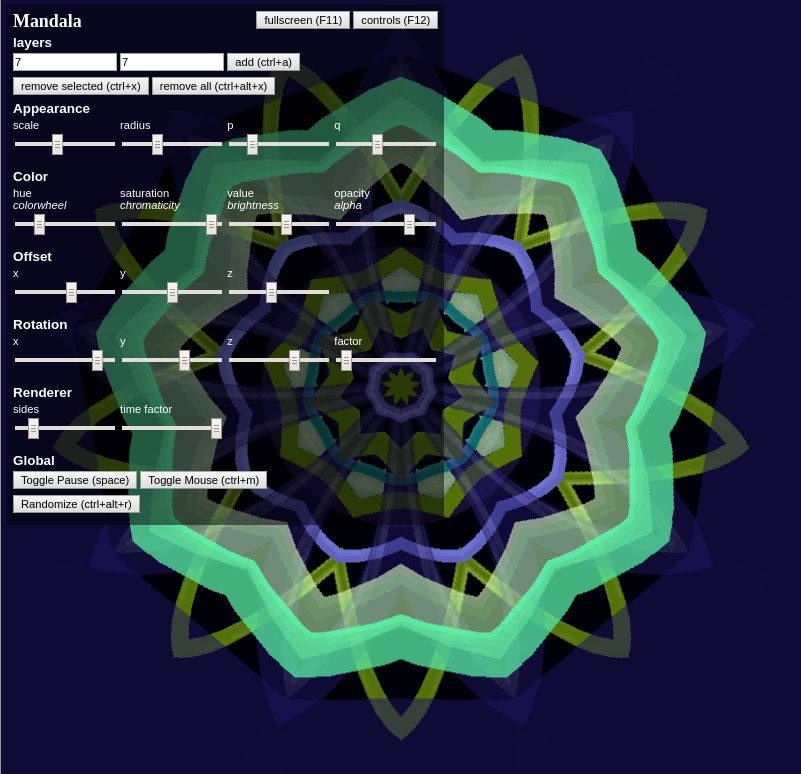 Mandala fullscreen (F11) controls (F12)
layers
7 7 add (ctrl+a)
remove selected (ctrl+x) remove all (ctrl+alt+x)
Appearance
scale radius p q
Color
hue saturation value opacity
colorwheel chromaticity brightness alpha
Offset
x y z
Rotation
x y z factor
Renderer
sides time factor
Global
Toggle Pause (space) Toggle Mouse (ctrl+m)
Randomize (ctrl+alt+r)